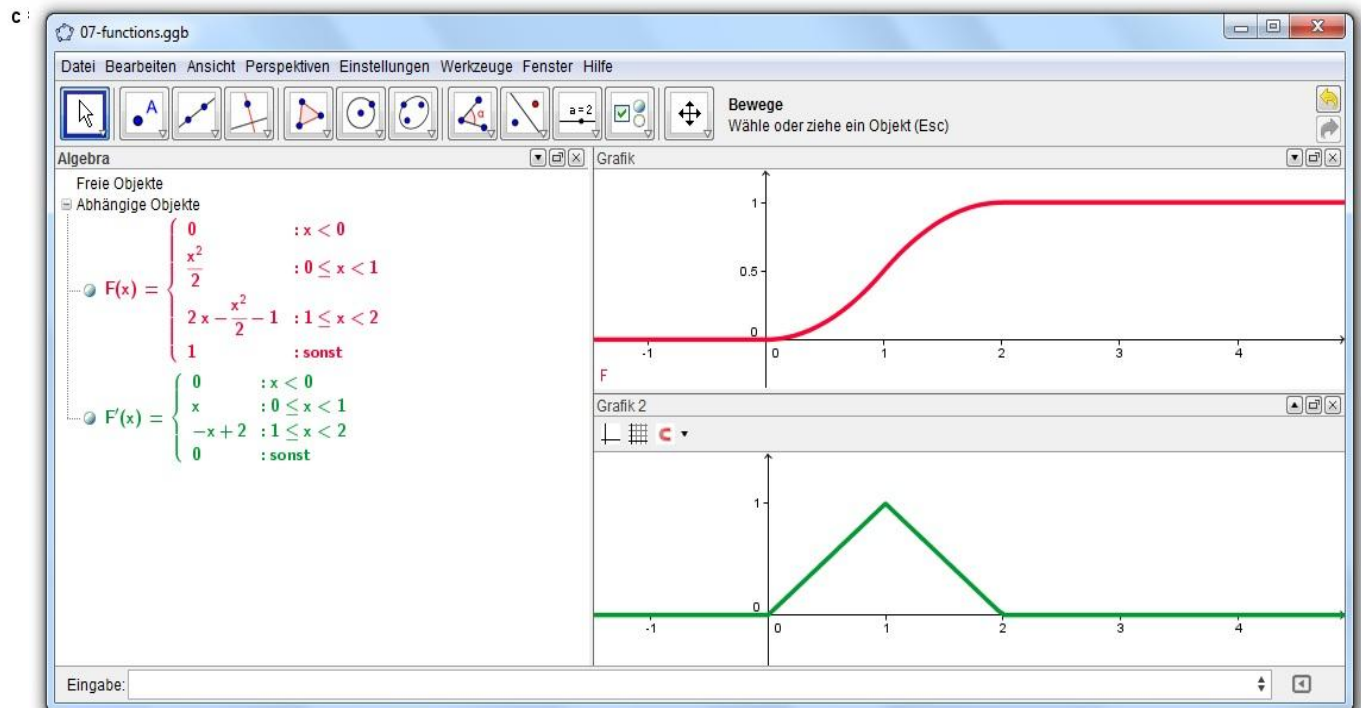 c :
07-functions.ggb
Datei Bearbeiten Ansicht Perspektiven Einstellungen Werkzeuge Fenster Hilfe
A α a = 2
Bewege
Wähle oder ziehe ein Objekt (Esc)
Algebra
Freie Objekte
Abhängige Objekte
F(x) =
0 : x < 0
x²/2 : 0 ≤ x < 1
2 x − x²/2 − 1 : 1 ≤ x < 2
1 : sonst
F′(x) =
0 : x < 0
x : 0 ≤ x < 1
−x + 2 : 1 ≤ x < 2
0 : sonst
Grafik
1
0.5
0
-1 0 1 2 3 4
F
Grafik 2
1
0
-1 0 1 2 3 4
Eingabe: